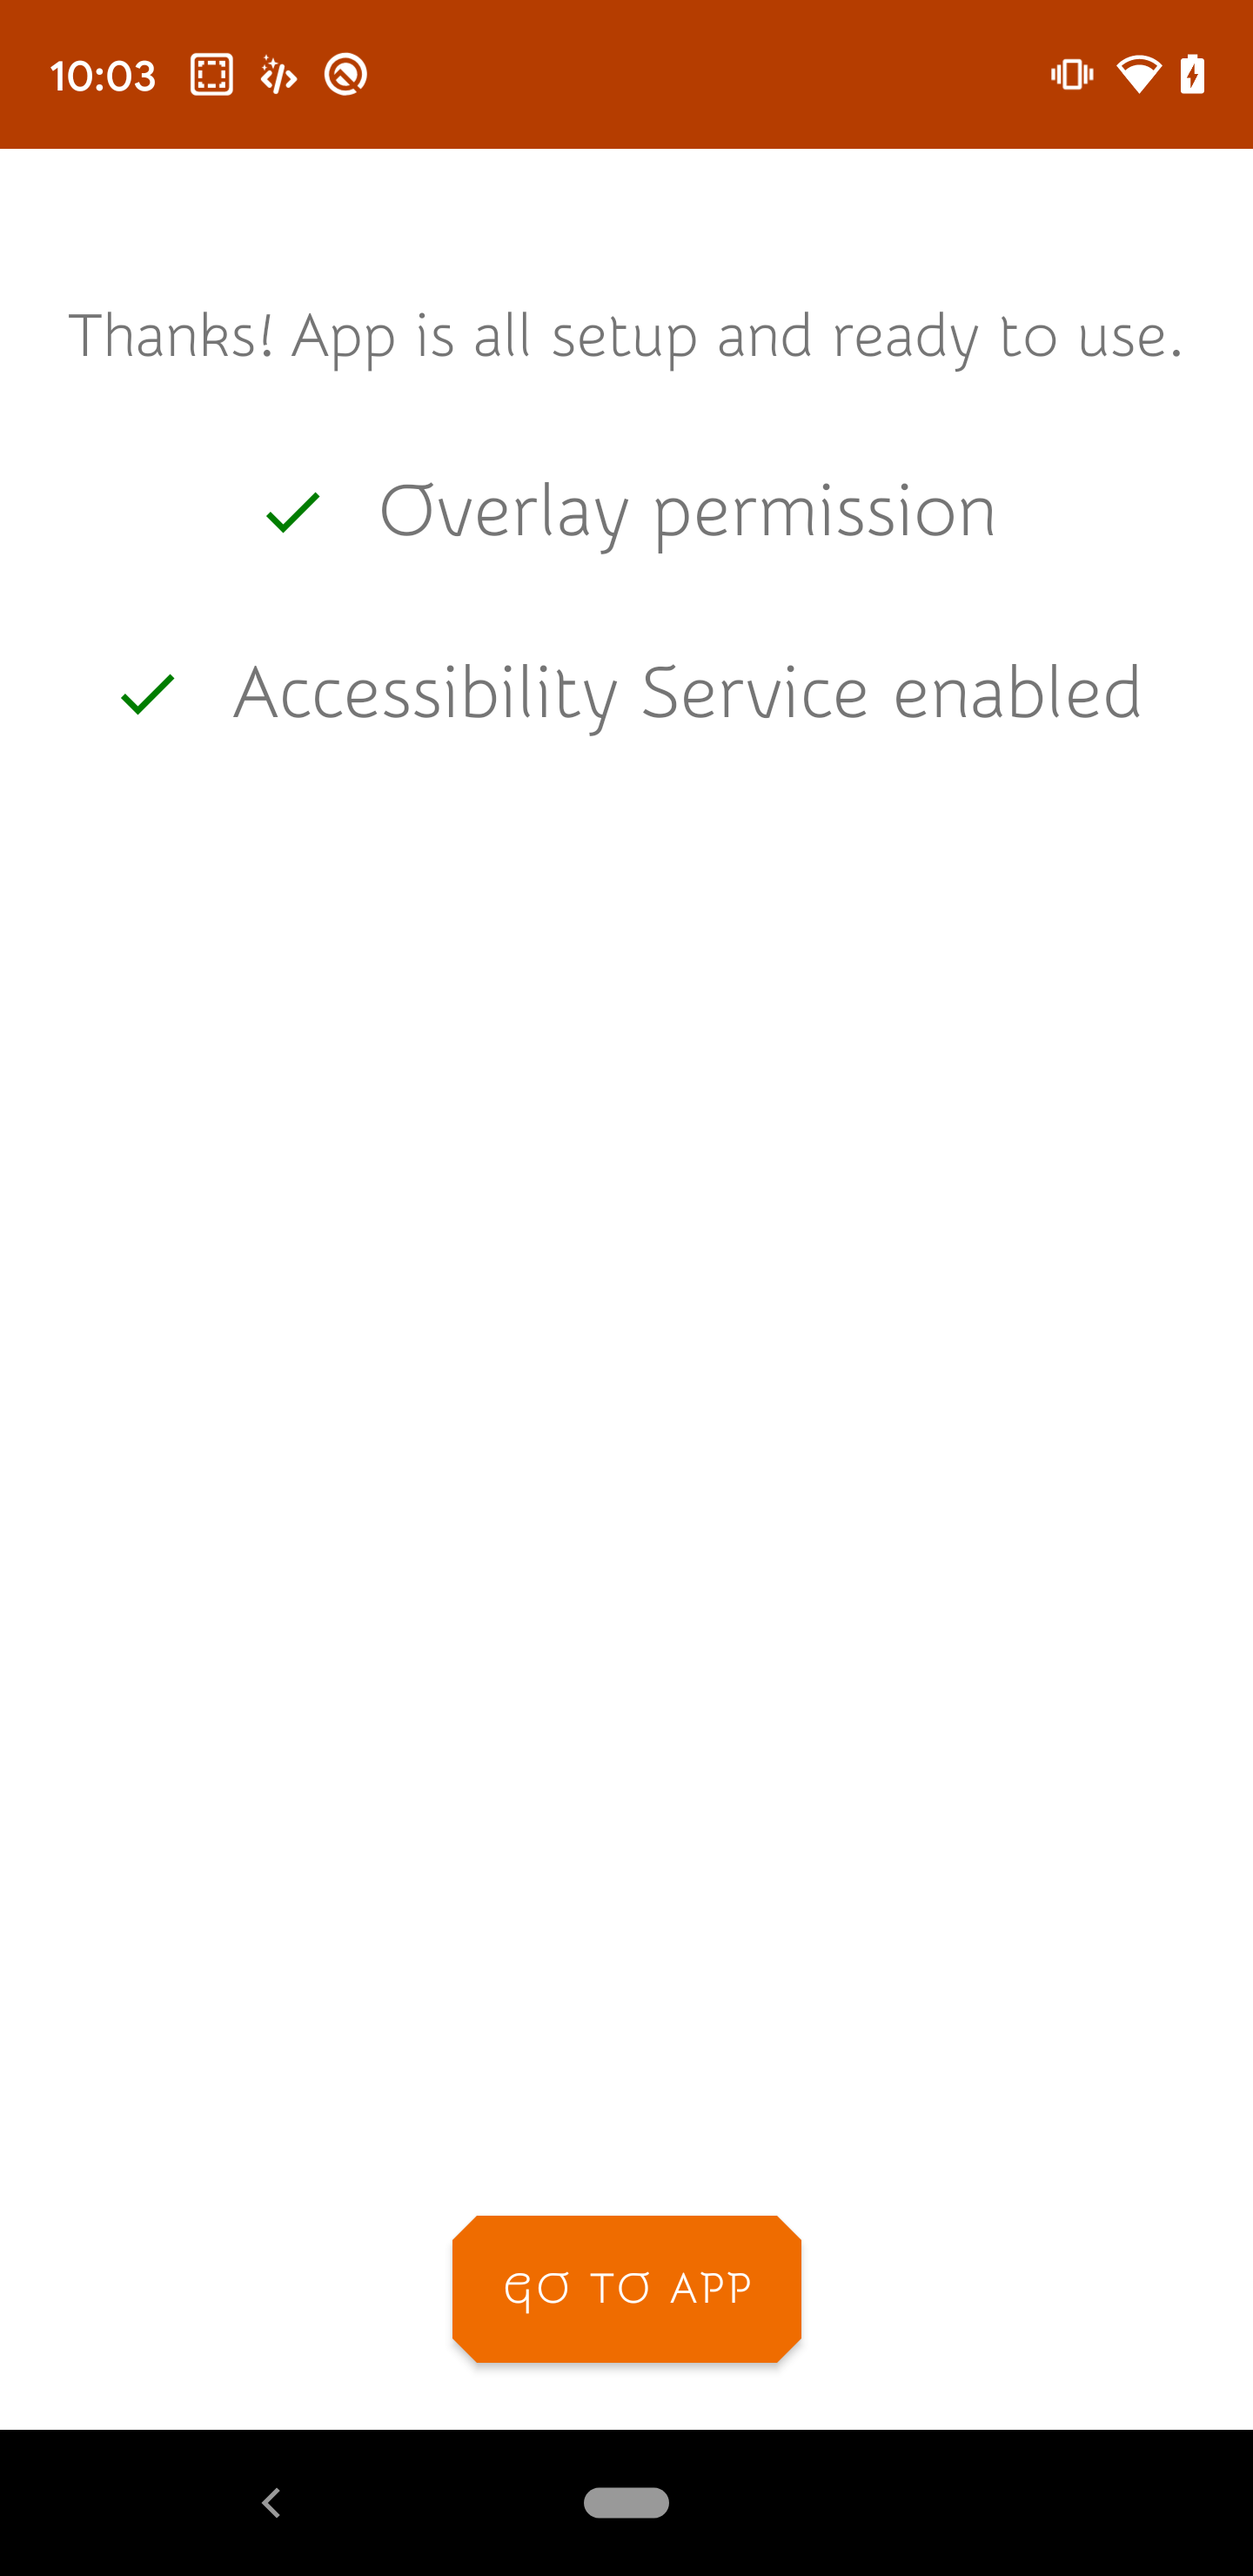 10:03
Thanks! App is all setup and ready to use.
Overlay permission
Accessibility Service enabled
GO TO APP